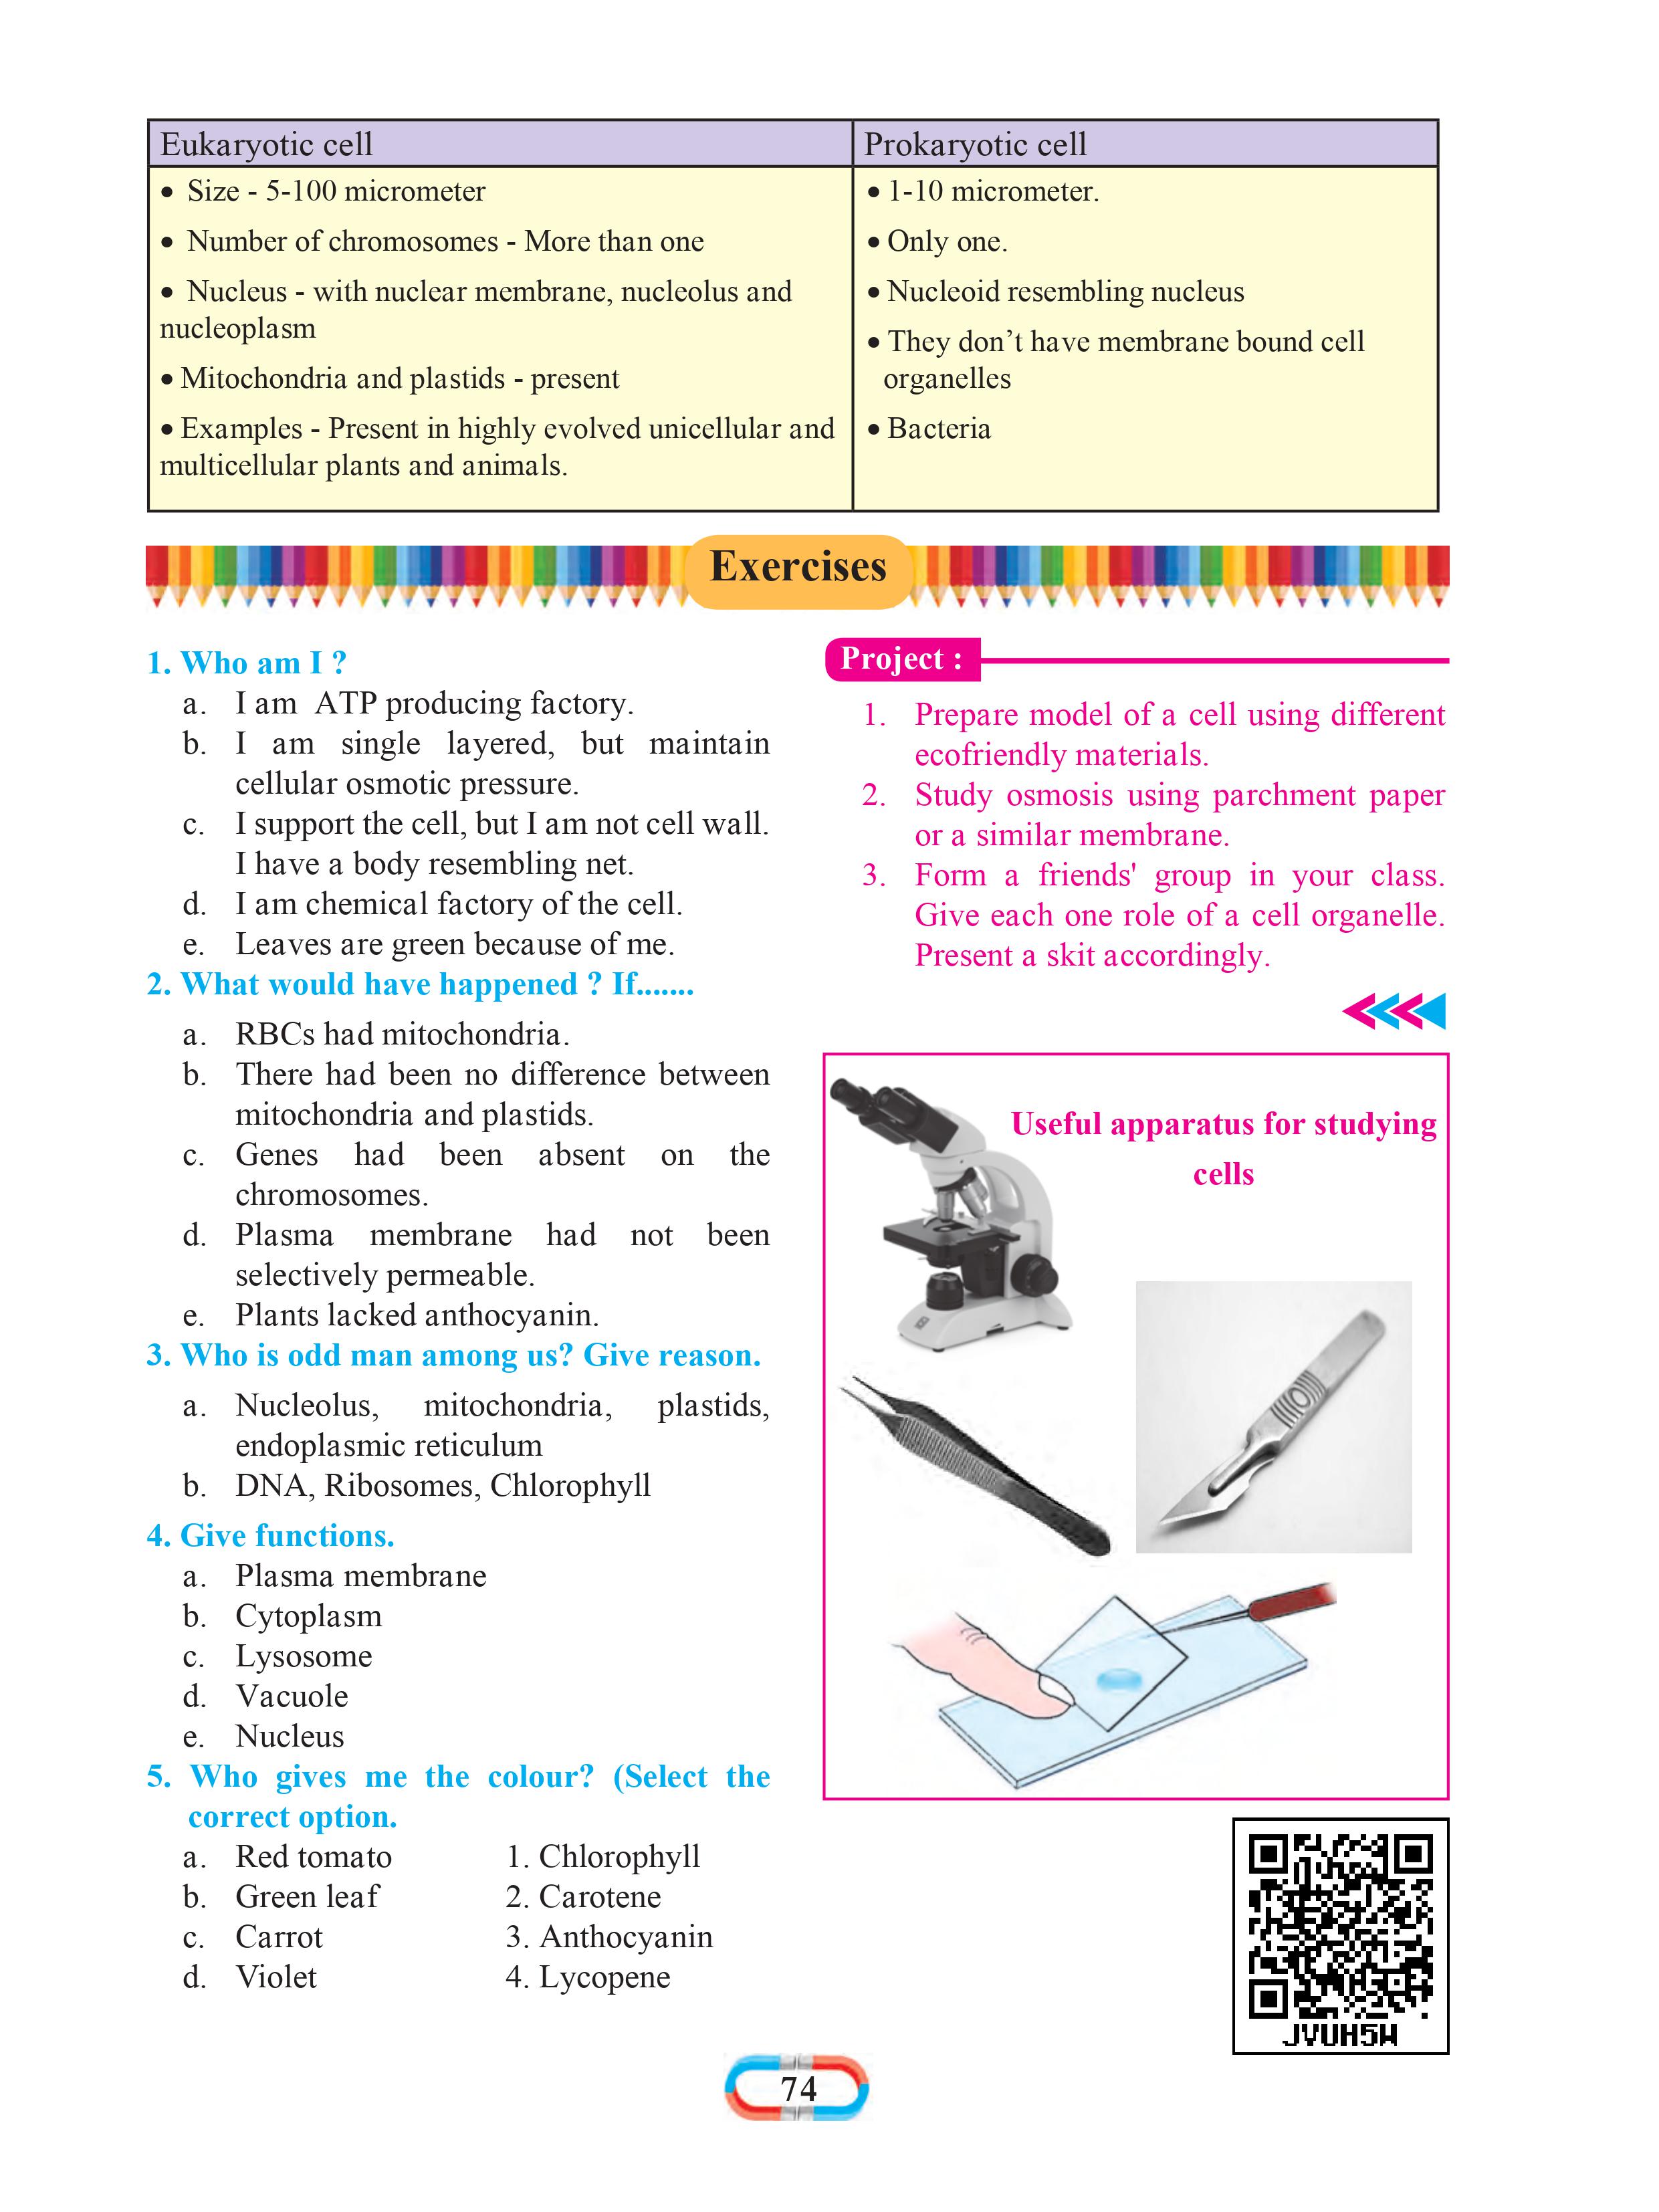 Eukaryotic cell
Prokaryotic cell
• Size - 5-100 micrometer
• Number of chromosomes - More than one
• Nucleus - with nuclear membrane, nucleolus and
nucleoplasm
• Mitochondria and plastids - present
• Examples - Present in highly evolved unicellular and
multicellular plants and animals.
• 1-10 micrometer.
• Only one.
• Nucleoid resembling nucleus
• They don’t have membrane bound cell
organelles
• Bacteria
Exercises
1. Who am I ?
a. I am ATP producing factory.
b. I am single layered, but maintain
cellular osmotic pressure.
c. I support the cell, but I am not cell wall.
I have a body resembling net.
d. I am chemical factory of the cell.
e. Leaves are green because of me.
2. What would have happened ? If.......
a. RBCs had mitochondria.
b. There had been no difference between
mitochondria and plastids.
c. Genes had been absent on the
chromosomes.
d. Plasma membrane had not been
selectively permeable.
e. Plants lacked anthocyanin.
3. Who is odd man among us? Give reason.
a. Nucleolus, mitochondria, plastids,
endoplasmic reticulum
b. DNA, Ribosomes, Chlorophyll
4. Give functions.
a. Plasma membrane
b. Cytoplasm
c. Lysosome
d. Vacuole
e. Nucleus
5. Who gives me the colour? (Select the
correct option.
a. Red tomato 1. Chlorophyll
b. Green leaf 2. Carotene
c. Carrot 3. Anthocyanin
d. Violet 4. Lycopene
Project :
1. Prepare model of a cell using different
ecofriendly materials.
2. Study osmosis using parchment paper
or a similar membrane.
3. Form a friends' group in your class.
Give each one role of a cell organelle.
Present a skit accordingly.
Useful apparatus for studying
cells
JVUH5W
74